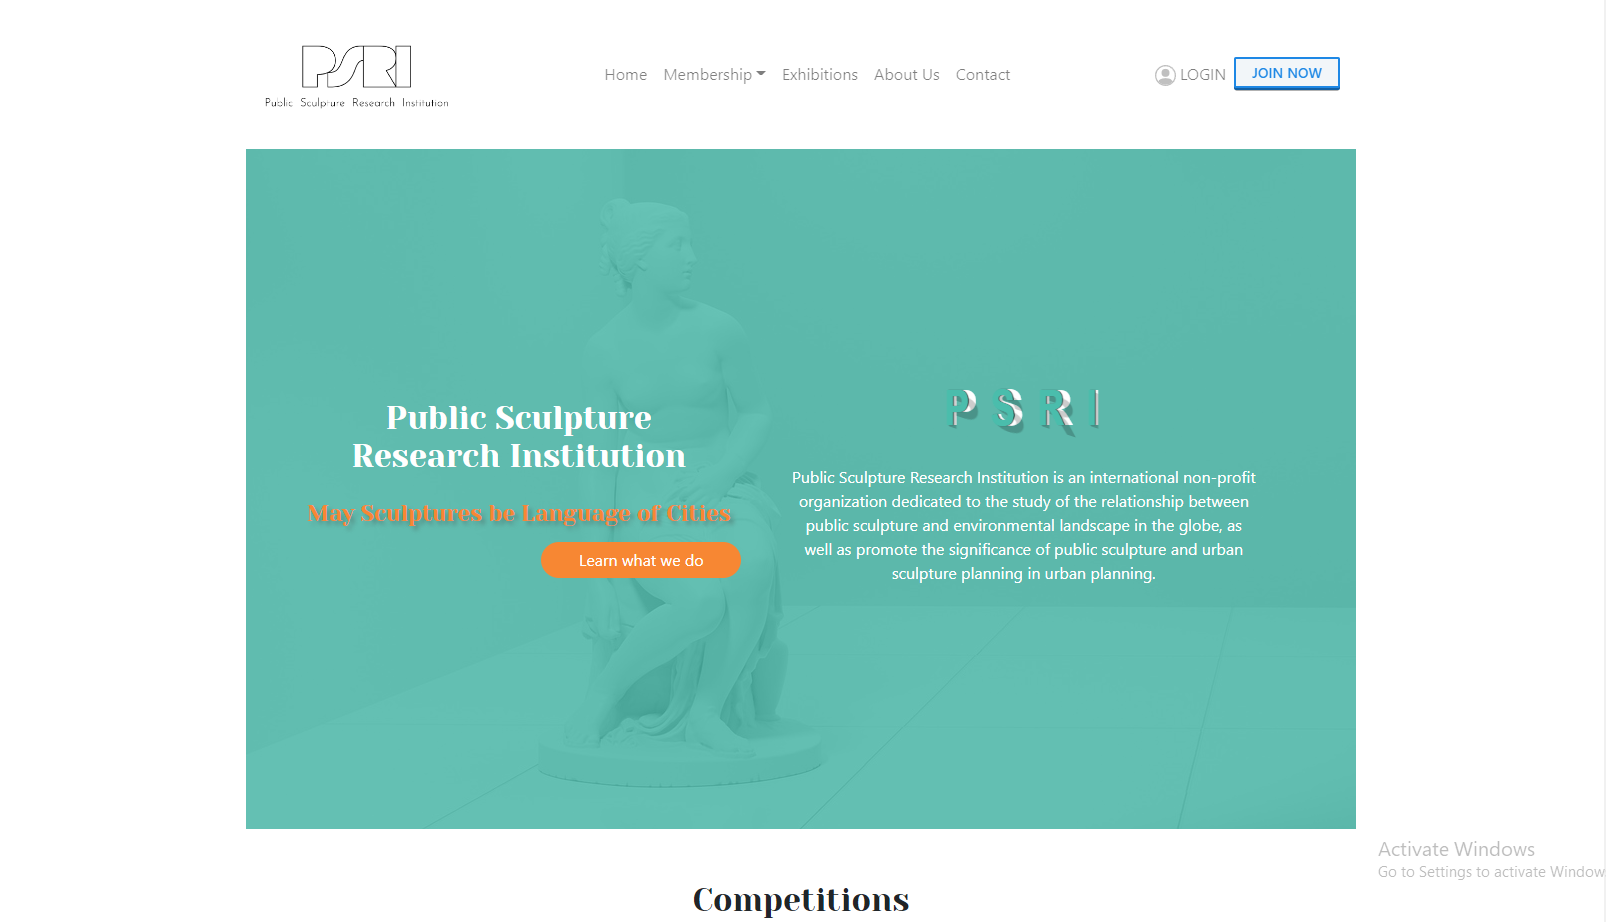 PSRI
Public Sculpture Research Institution
Home Membership Exhibitions About Us Contact
LOGIN JOIN NOW
Public Sculpture
Research Institution
May Sculptures be Language of Cities
Learn what we do
PSRI
Public Sculpture Research Institution is an international non-profit
organization dedicated to the study of the relationship between
public sculpture and environmental landscape in the globe, as
well as promote the significance of public sculpture and urban
sculpture planning in urban planning.
Activate Windows
Go to Settings to activate Window
Competitions